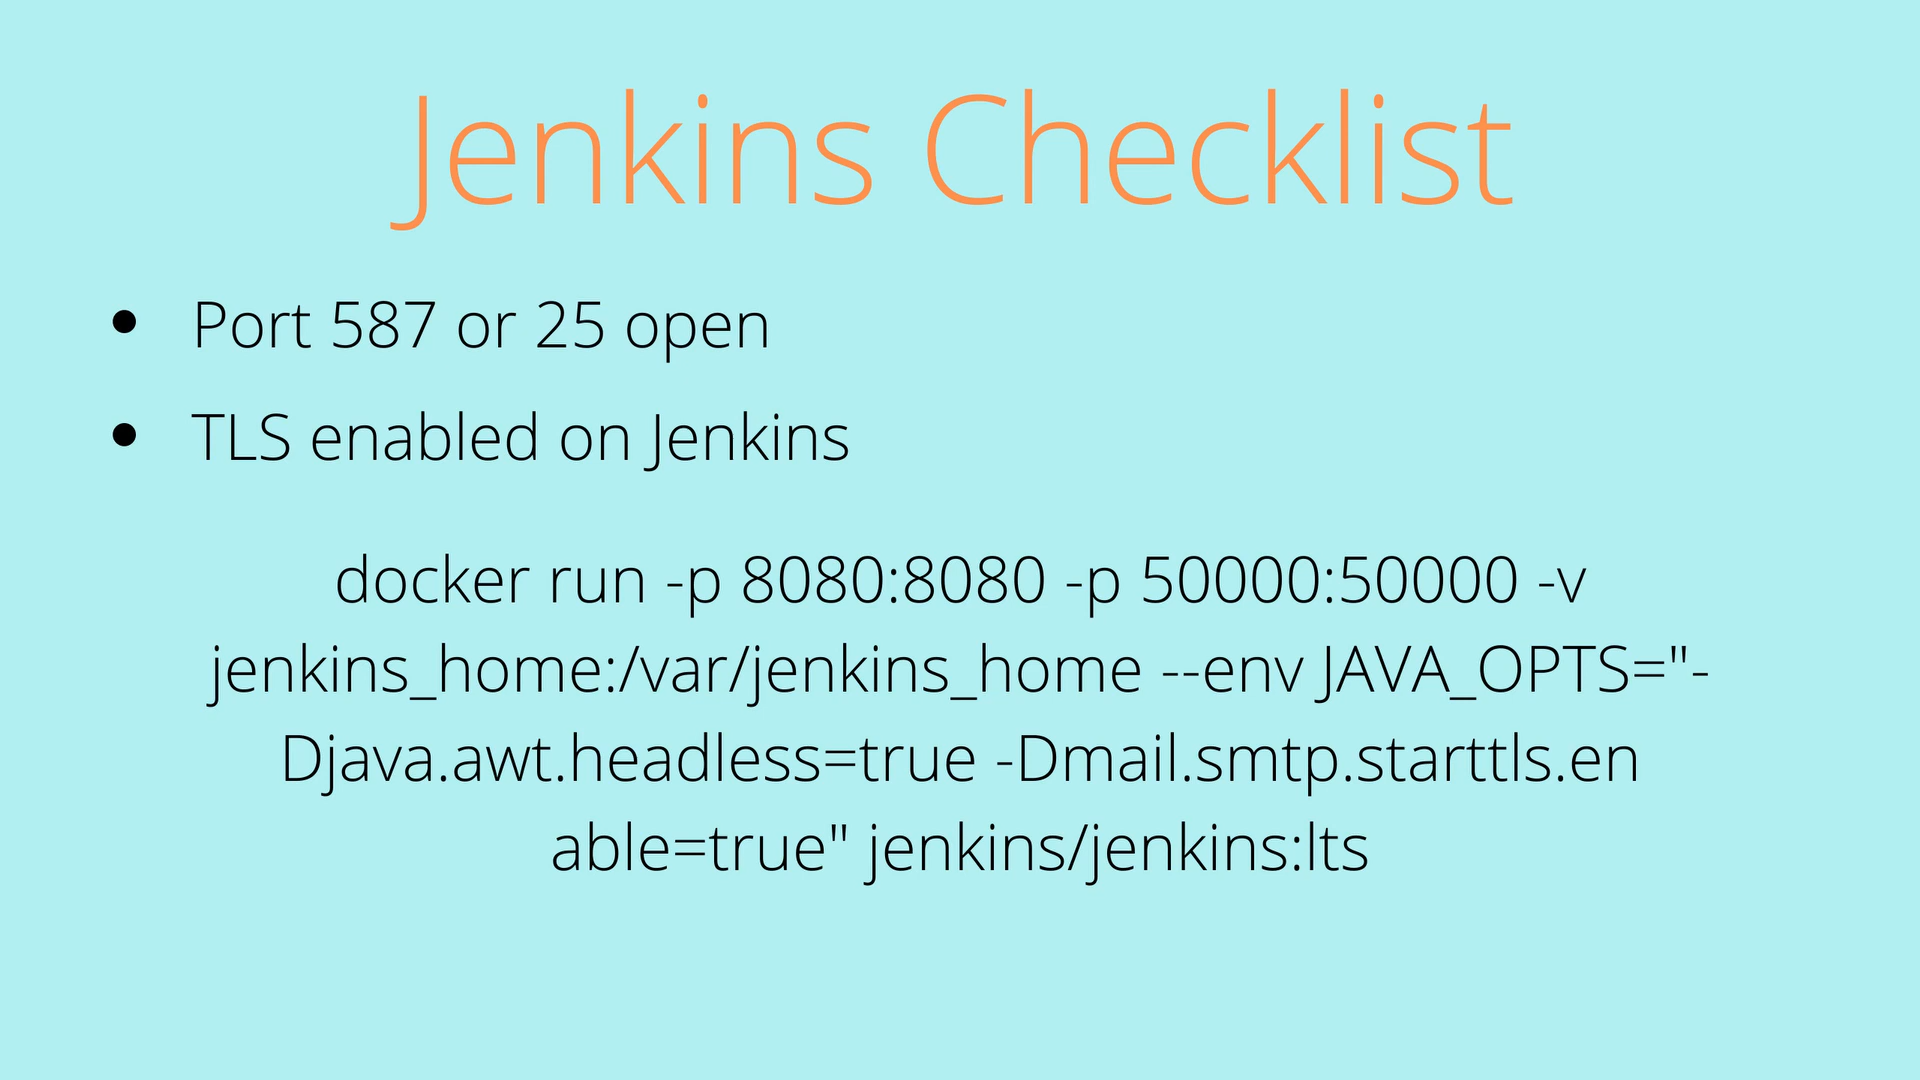 Jenkins Checklist
• Port 587 or 25 open
• TLS enabled on Jenkins
docker run -p 8080:8080 -p 50000:50000 -v
jenkins_home:/var/jenkins_home --env JAVA_OPTS="-
Djava.awt.headless=true -Dmail.smtp.starttls.en
able=true" jenkins/jenkins:lts